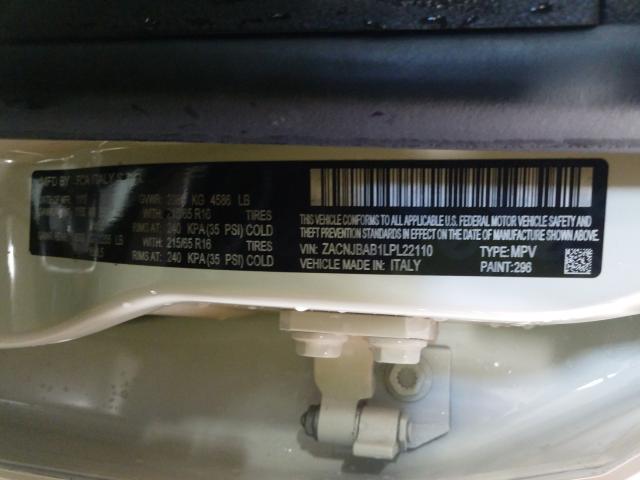 MFD BY FCA ITALY S.P.A.
GVWR KG 4586 LB
WITH 215/65 R16 TIRES
RIMS AT: 240 KPA (35 PSI) COLD
WITH: 215/65 R16 TIRES
RIMS AT: 240 KPA (35 PSI) COLD
THIS VEHICLE CONFORMS TO ALL APPLICABLE U.S. FEDERAL MOTOR VEHICLE SAFETY AND
THEFT PREVENTION STANDARDS IN EFFECT ON THE DATE OF MANUFACTURE SHOWN ABOVE
VIN: ZACNJBAB1LPL22110 TYPE: MPV
VEHICLE MADE IN: ITALY PAINT: 296